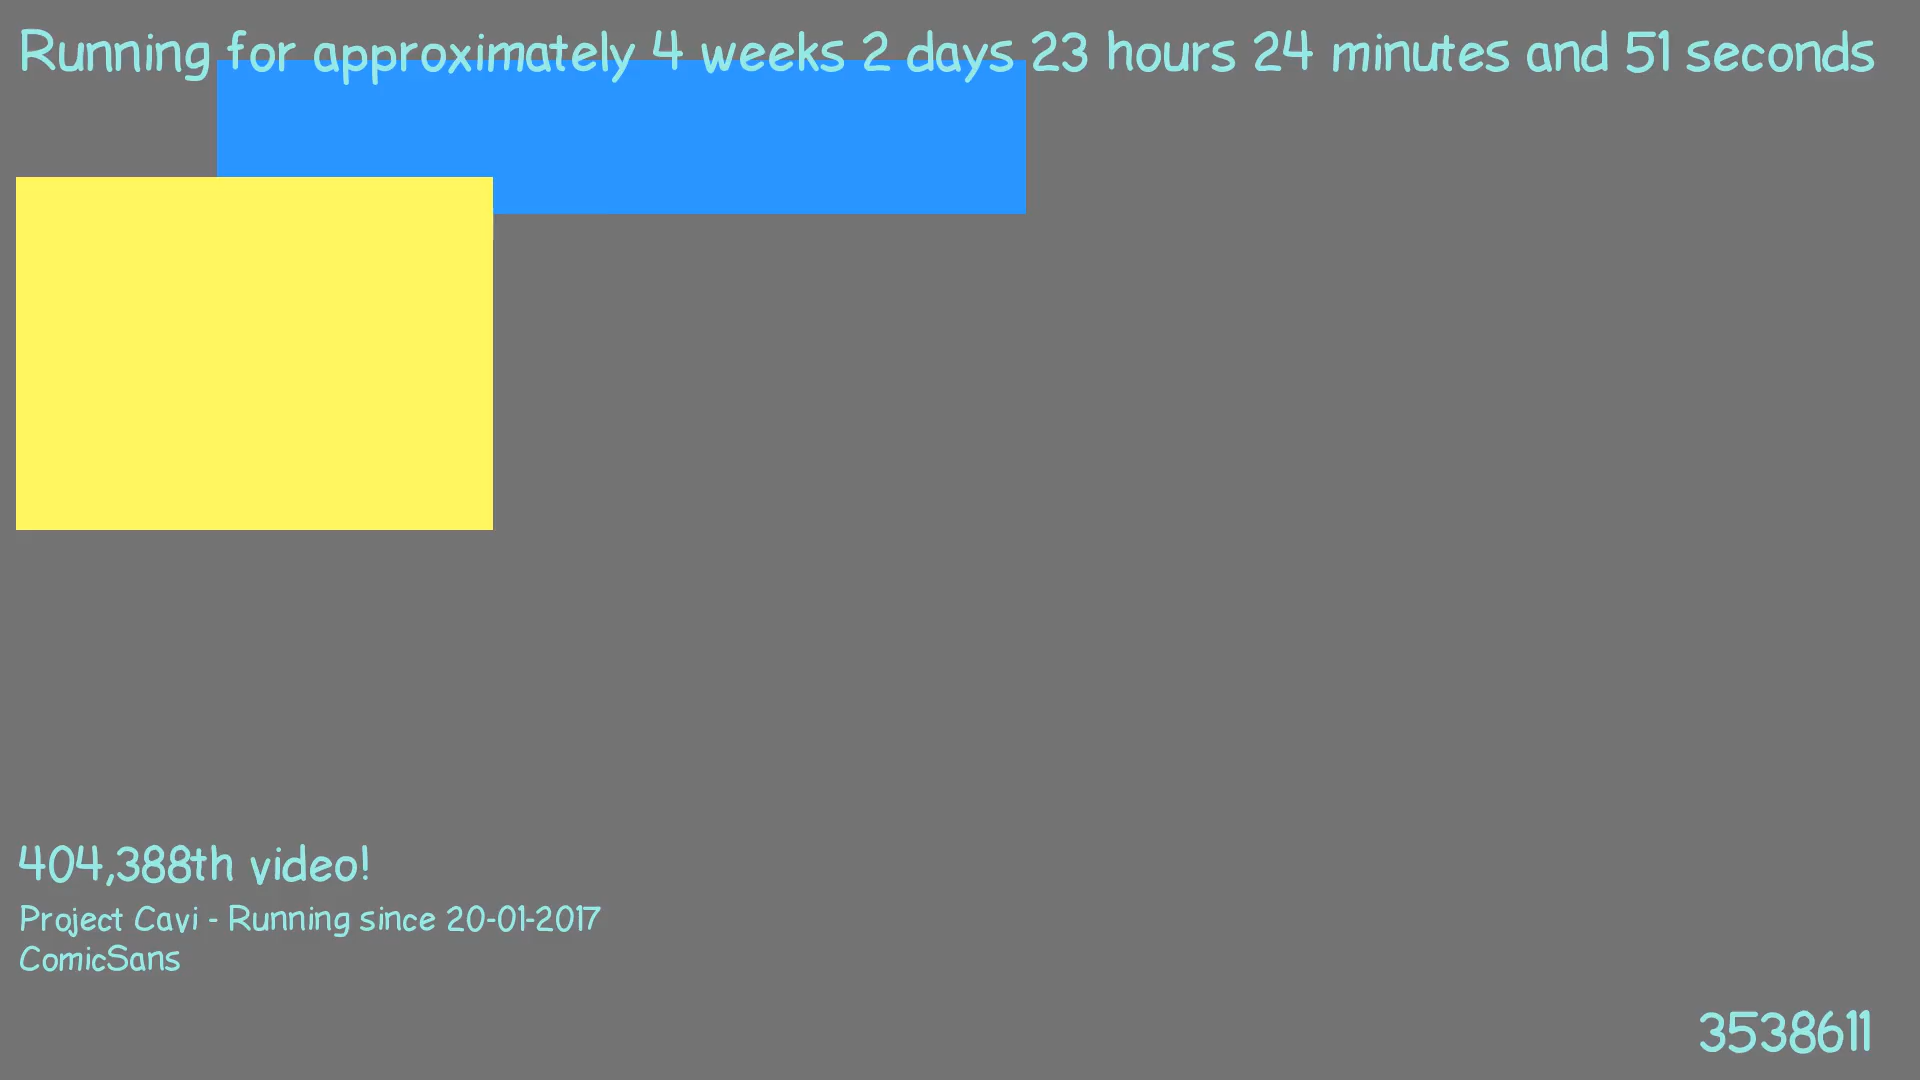 Running for approximately 4 weeks 2 days 23 hours 24 minutes and 51 seconds
404,388th video!
Project Cavi - Running since 20-01-2017
ComicSans
3538611